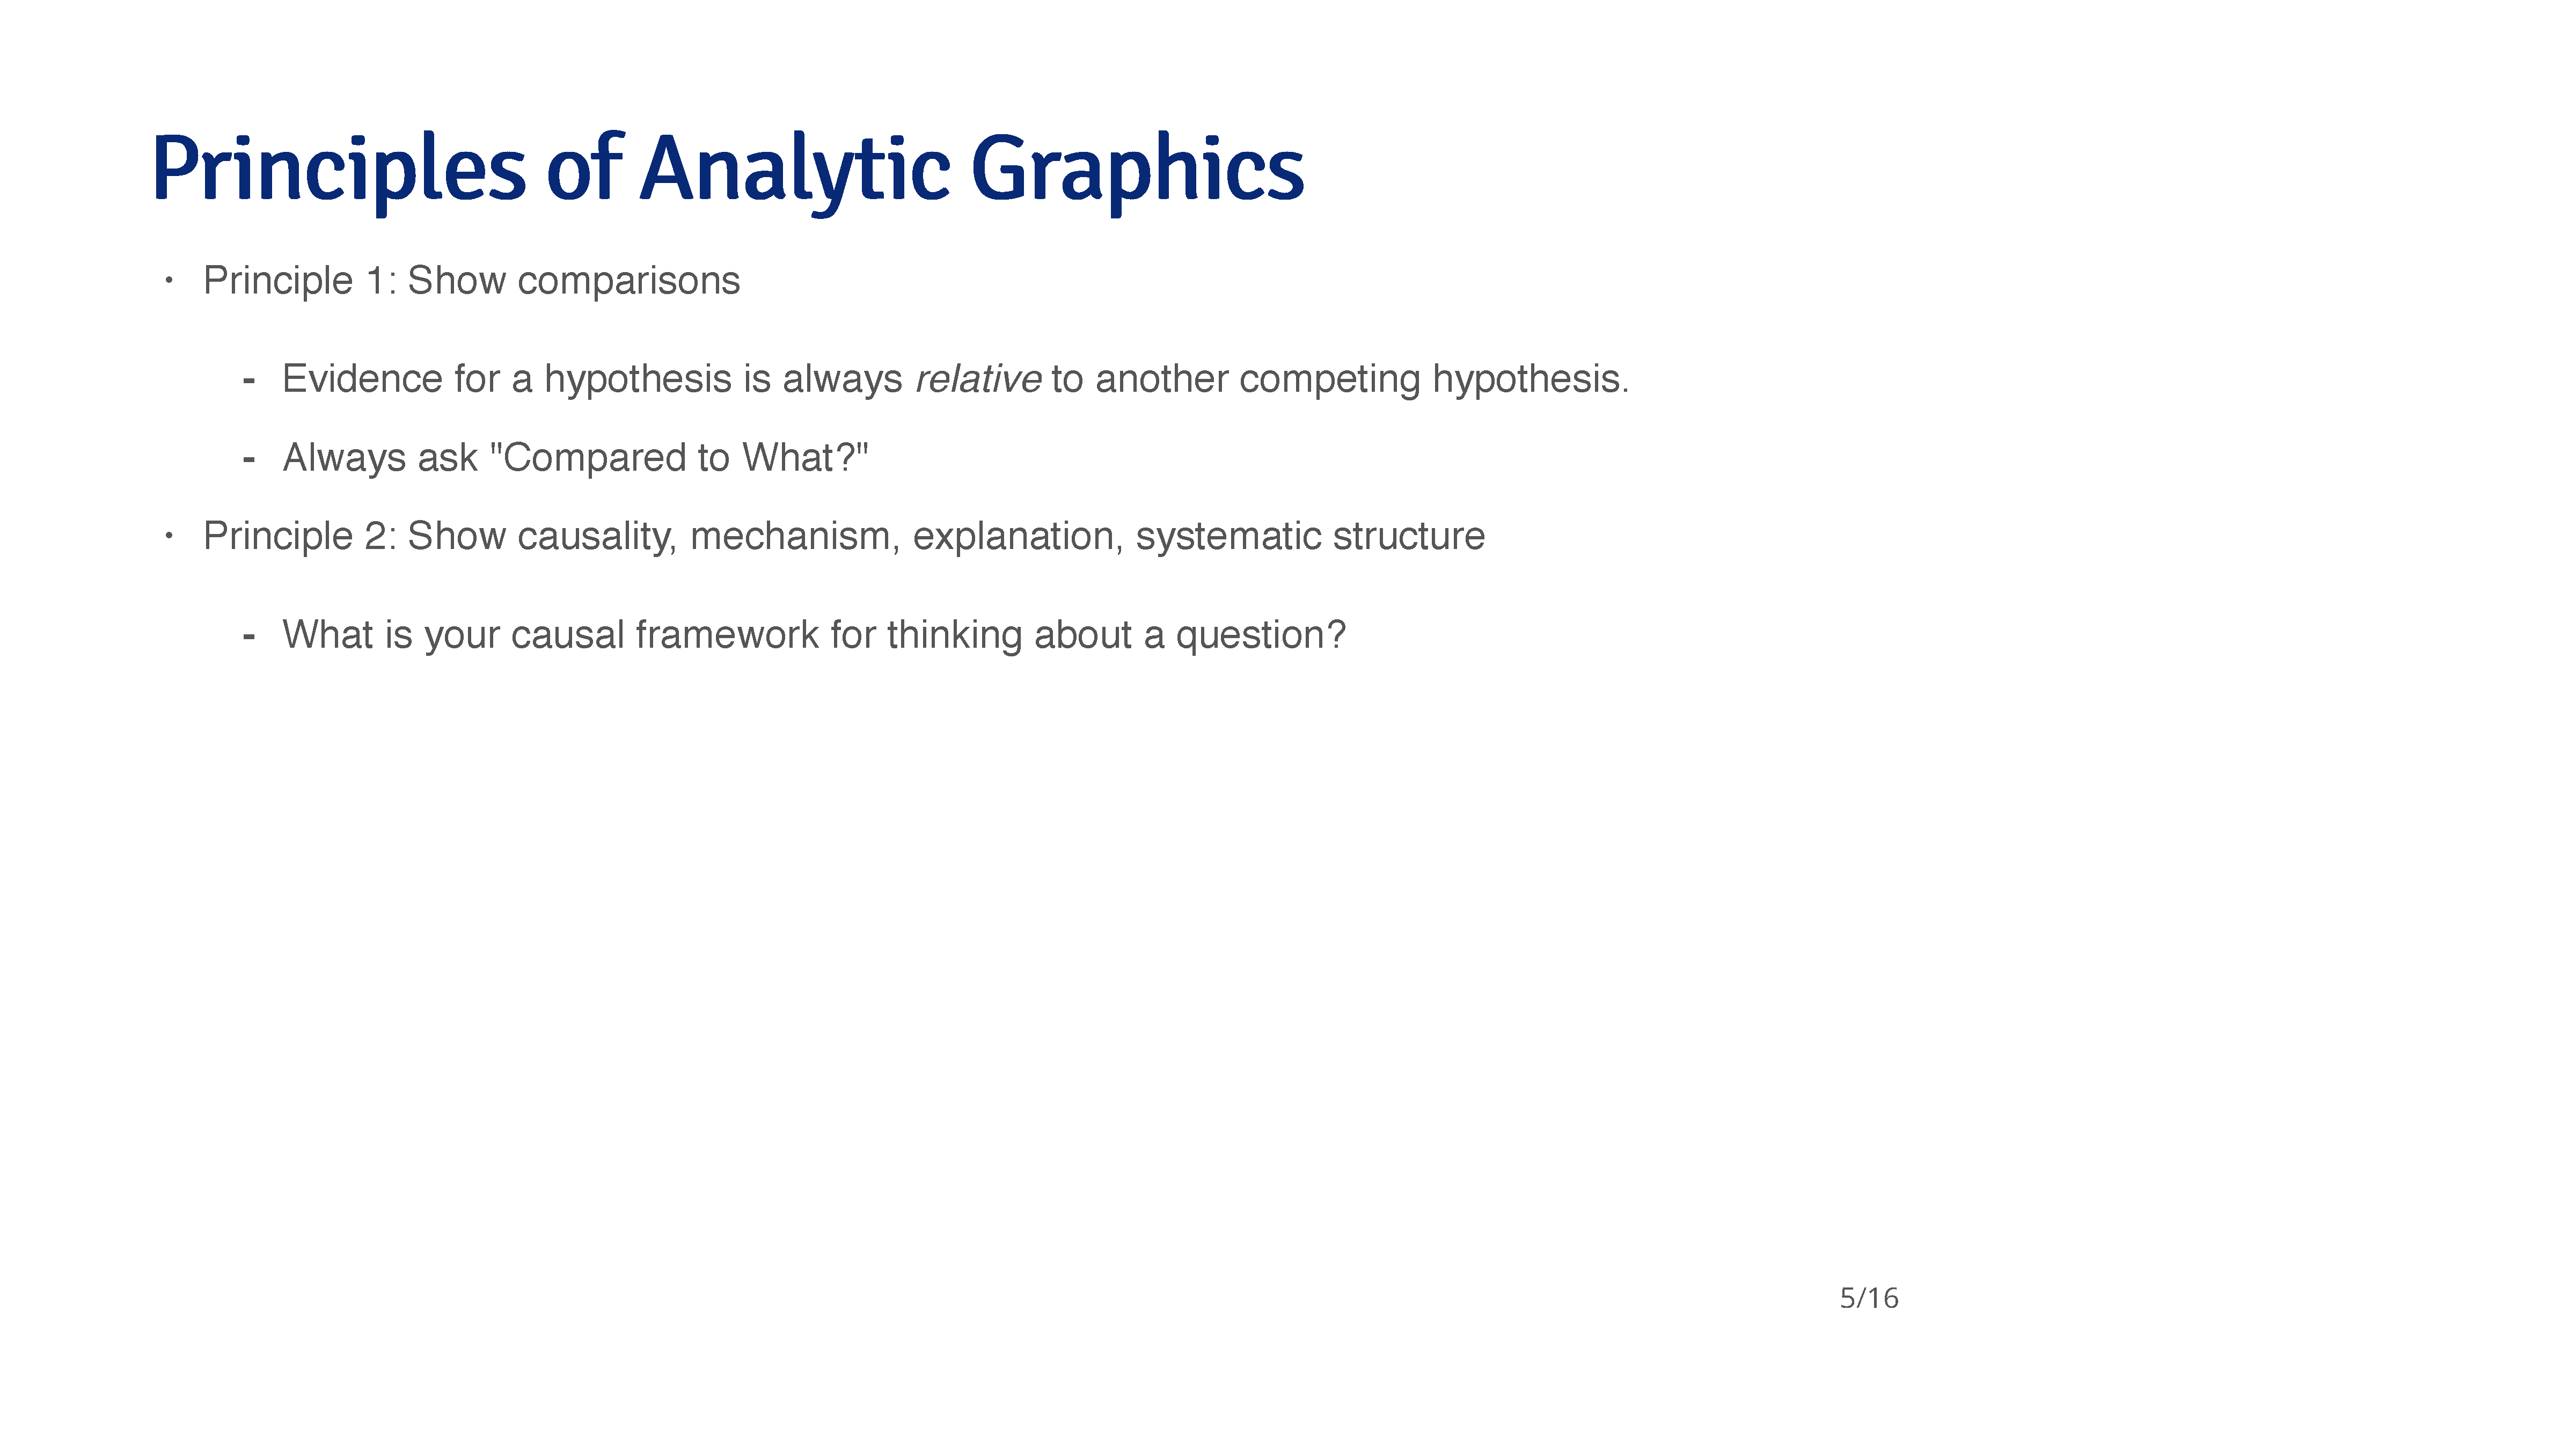 Principles of Analytic Graphics
· Principle 1: Show comparisons
- Evidence for a hypothesis is always relative to another competing hypothesis.
- Always ask "Compared to What?"
· Principle 2: Show causality, mechanism, explanation, systematic structure
- What is your causal framework for thinking about a question?
5/16